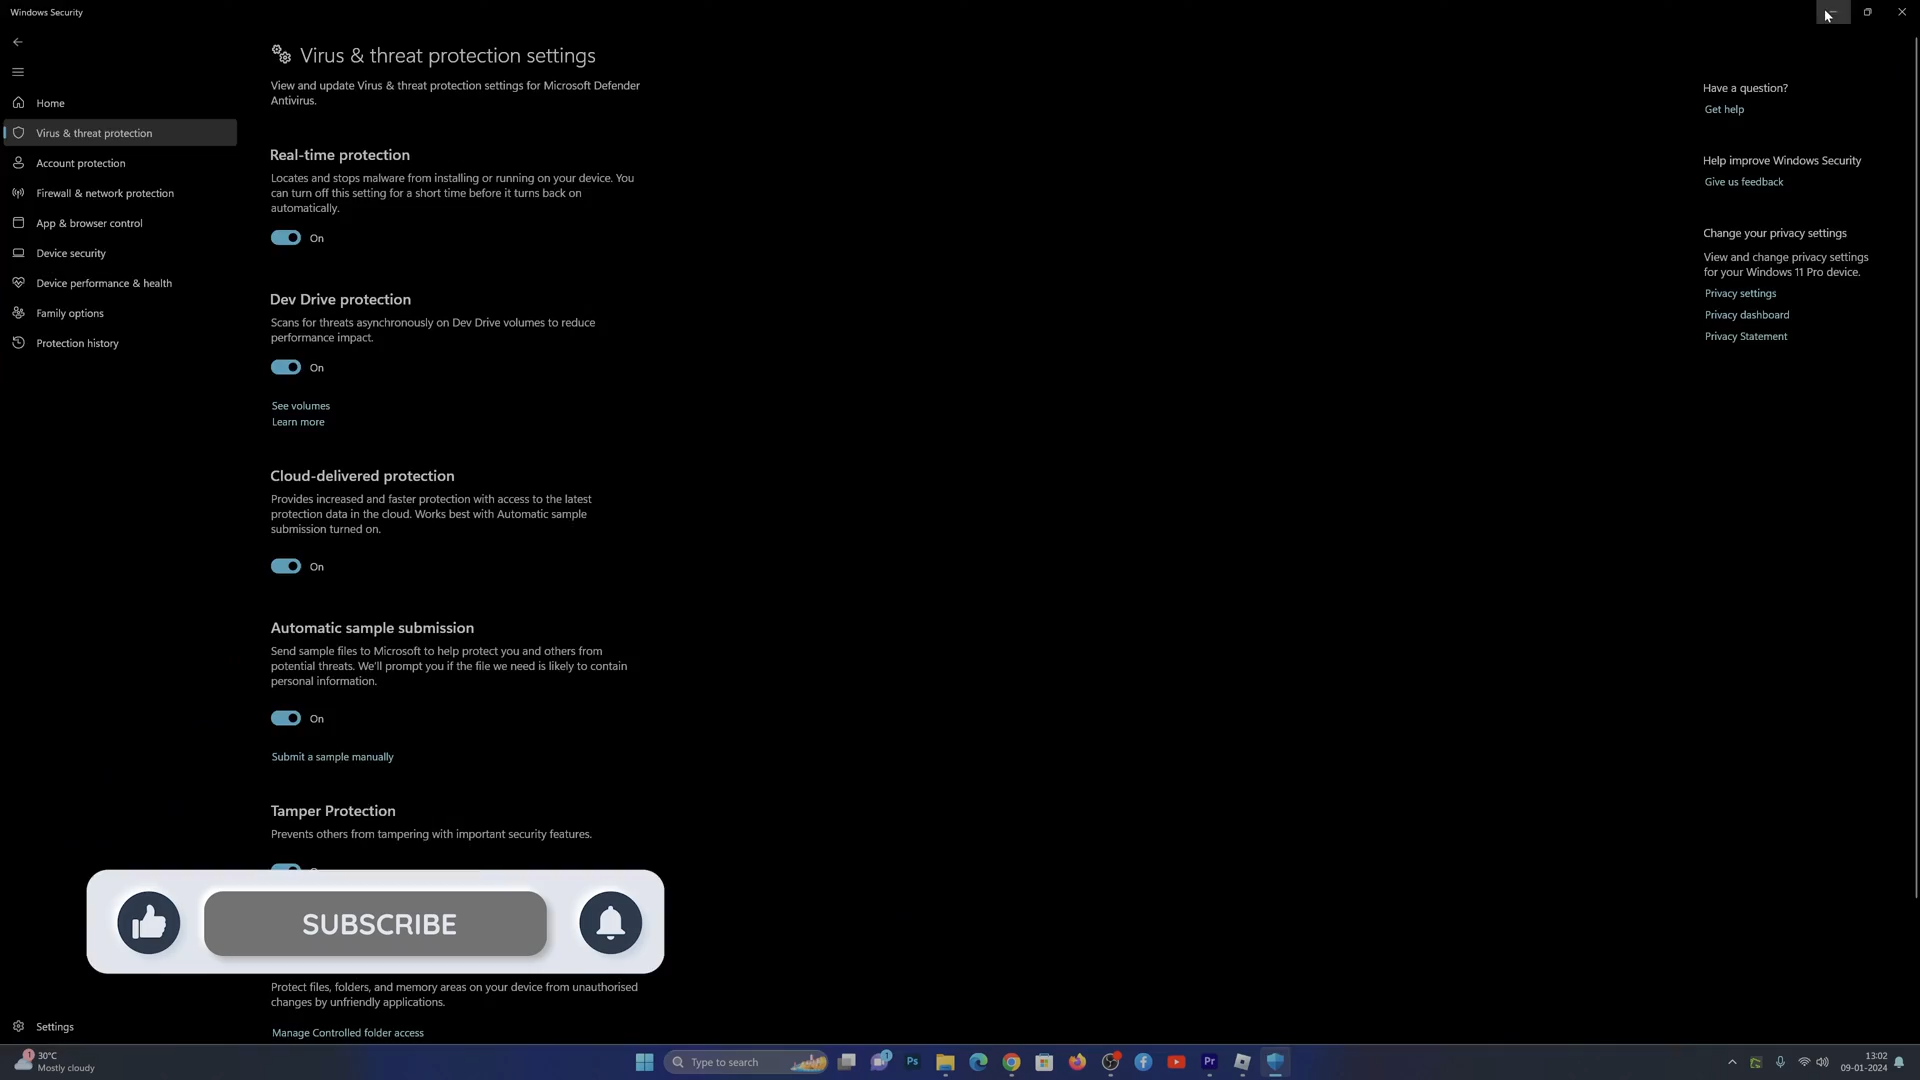 Windows Security
Home
Virus & threat protection
Account protection
Firewall & network protection
App & browser control
Device security
Device performance & health
Family options
Protection history
Settings
Virus & threat protection settings
View and update Virus & threat protection settings for Microsoft Defender
Antivirus.
Real-time protection
Locates and stops malware from installing or running on your device. You
can turn off this setting for a short time before it turns back on
automatically.
On
Dev Drive protection
Scans for threats asynchronously on Dev Drive volumes to reduce
performance impact.
On
See volumes
Learn more
Cloud-delivered protection
Provides increased and faster protection with access to the latest
protection data in the cloud. Works best with Automatic sample
submission turned on.
On
Automatic sample submission
Send sample files to Microsoft to help protect you and others from
potential threats. We'll prompt you if the file we need is likely to contain
personal information.
On
Submit a sample manually
Tamper Protection
Prevents others from tampering with important security features.
SUBSCRIBE
Protect files, folders, and memory areas on your device from unauthorised
changes by unfriendly applications.
Manage Controlled folder access
Have a question?
Get help
Help improve Windows Security
Give us feedback
Change your privacy settings
View and change privacy settings
for your Windows 11 Pro device.
Privacy settings
Privacy dashboard
Privacy Statement
1
30°C
Mostly cloudy
Type to search
1
Ps
Pr
13:02
09-01-2024